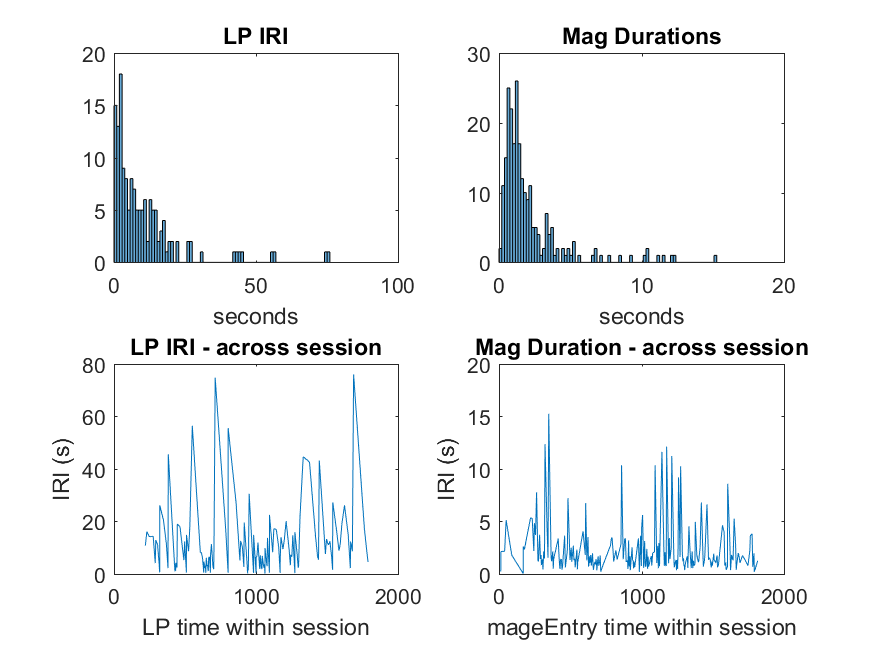 LP IRI
20
15
10
5
0
0 50 100
seconds
Mag Durations
30
20
10
0
0 10 20
seconds
LP IRI - across session
80
60
40
20
0
IRI (s)
0 1000 2000
LP time within session
Mag Duration - across session
20
15
10
5
0
IRI (s)
0 1000 2000
mageEntry time within session